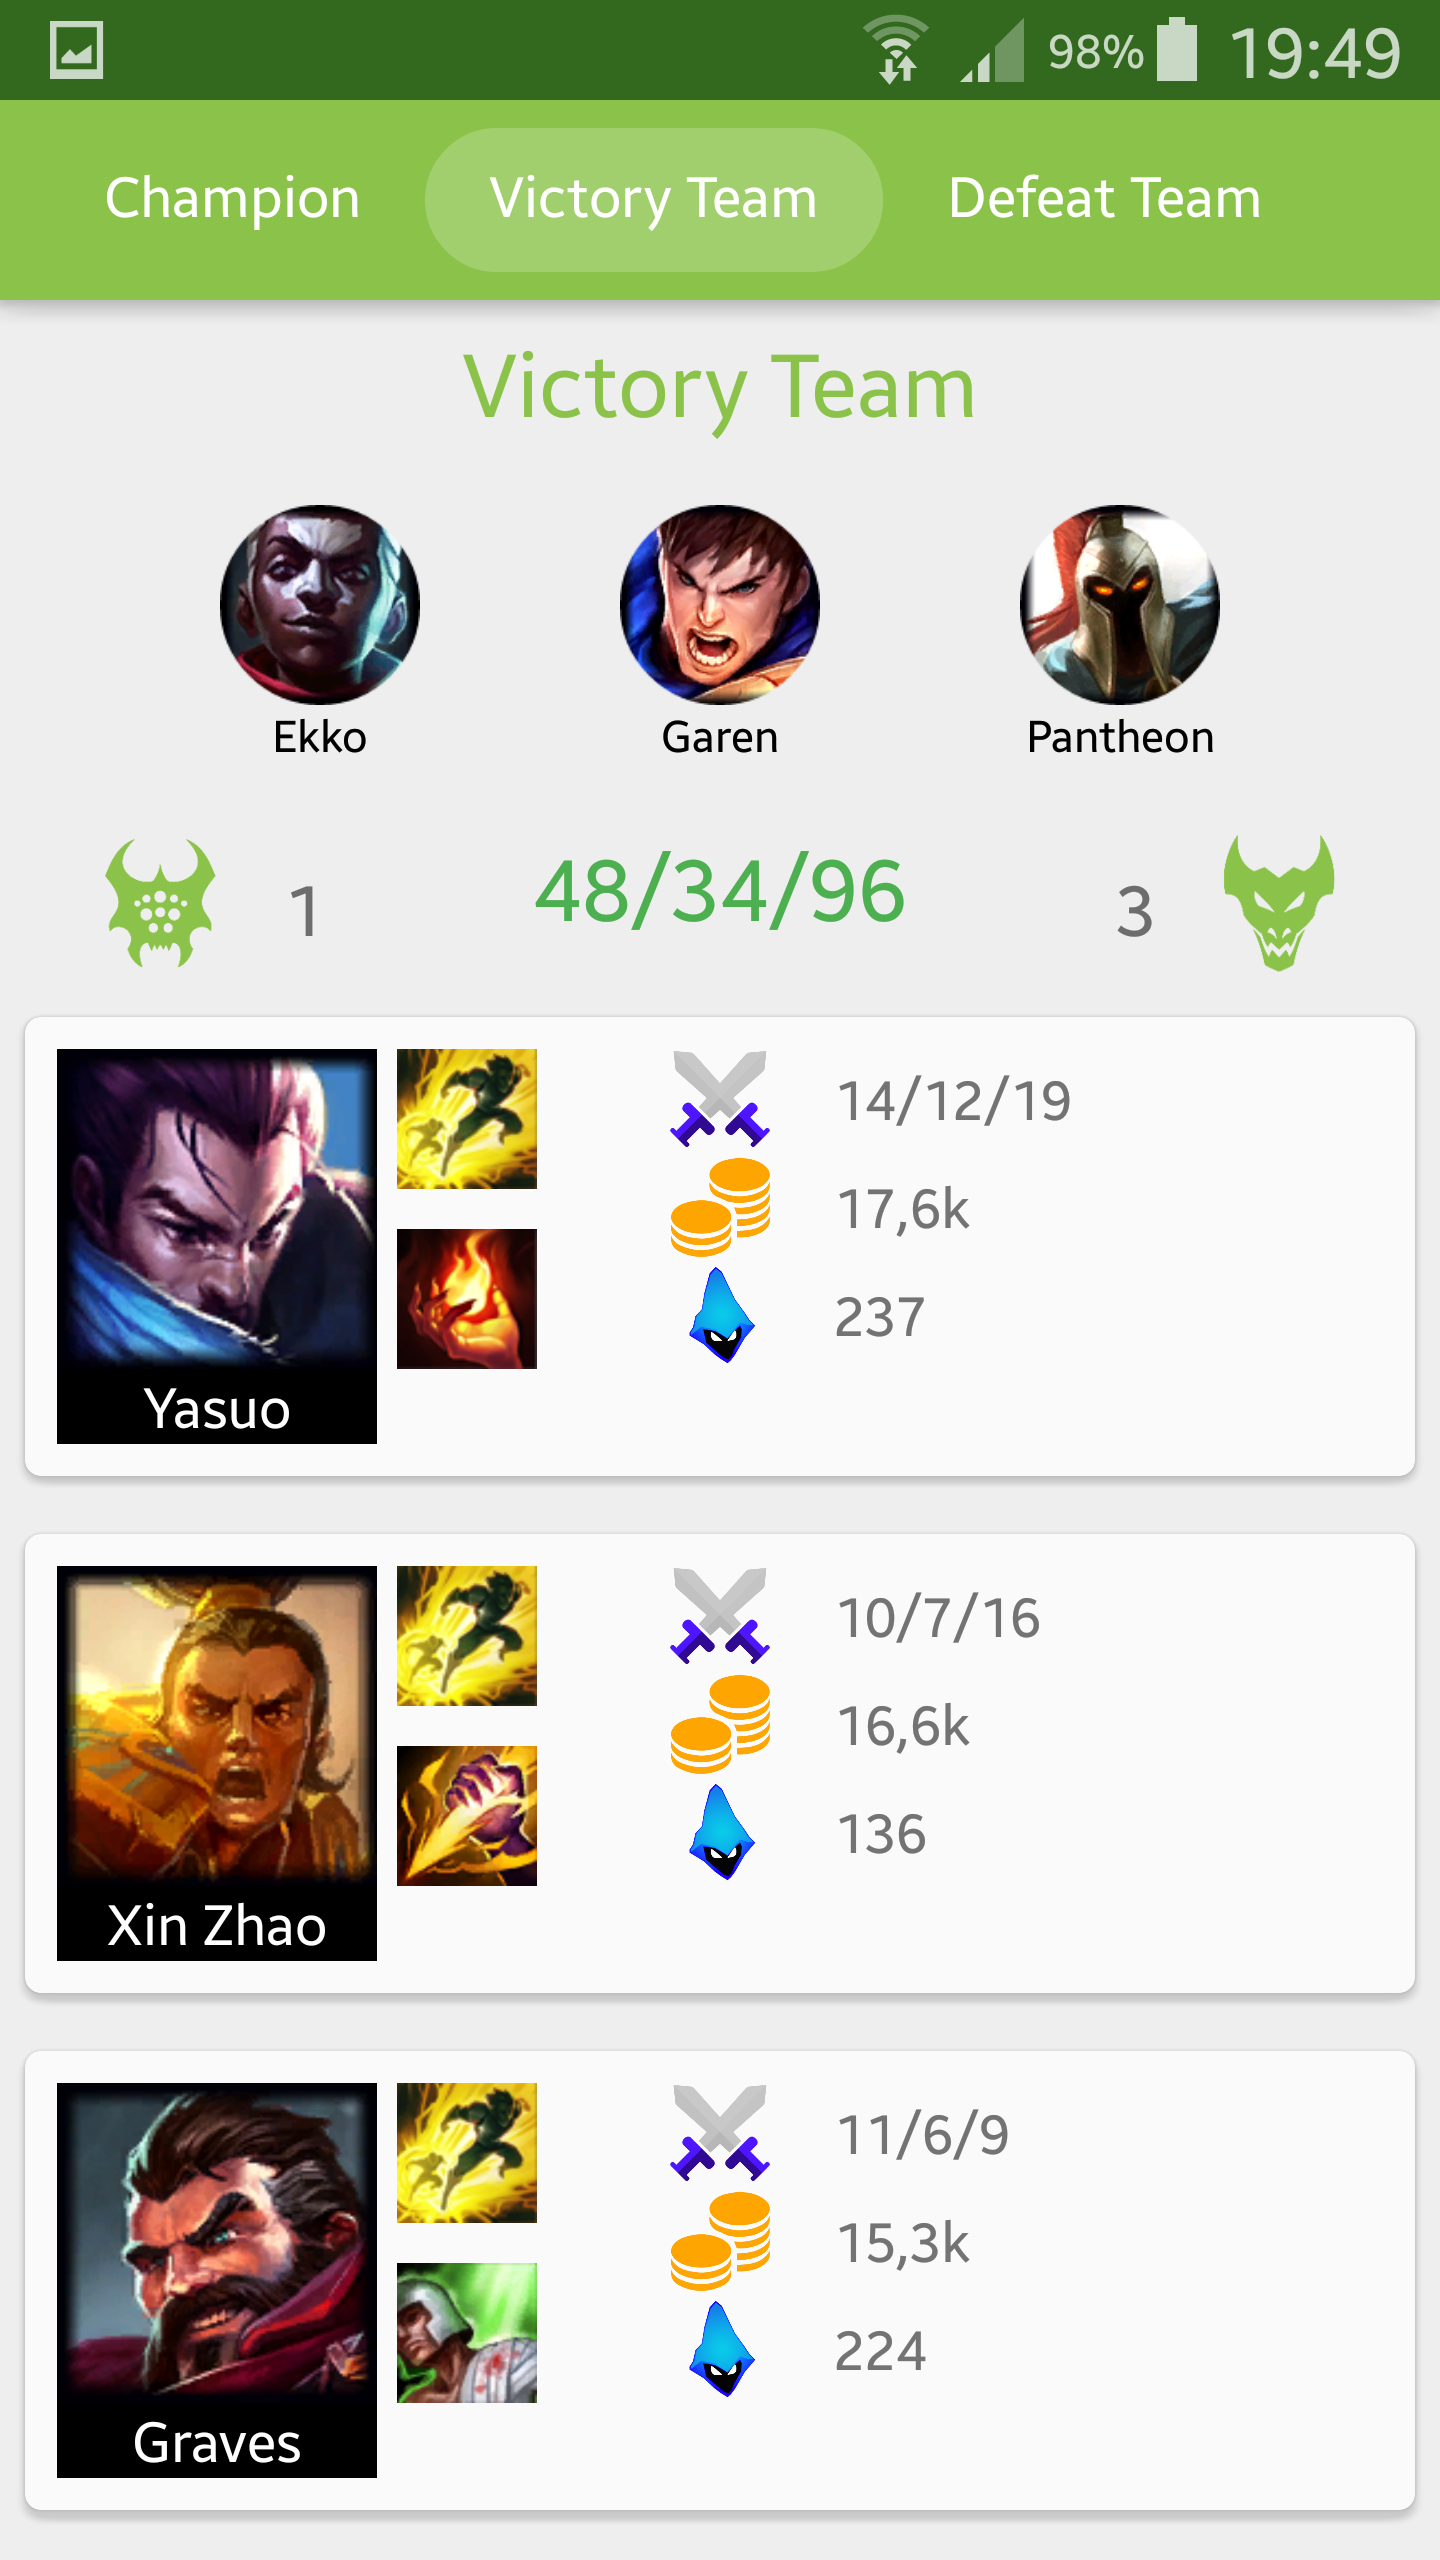 98% 19:49
Champion Victory Team Defeat Team
Victory Team
Ekko Garen Pantheon
1 48/34/96 3
14/12/19
17,6k
237
Yasuo
10/7/16
16,6k
136
Xin Zhao
11/6/9
15,3k
224
Graves